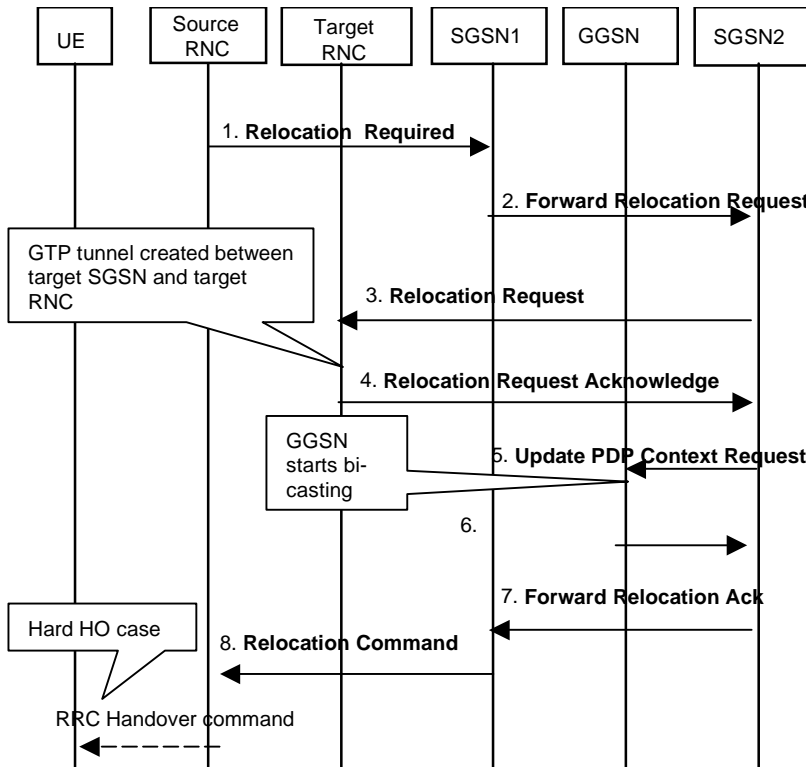 UE
Source
RNC
Target
RNC
SGSN1
GGSN
SGSN2
1. Relocation Required
2. Forward Relocation Request
GTP tunnel created between
target SGSN and target
RNC
3. Relocation Request
4. Relocation Request Acknowledge
GGSN
starts bi-
casting
5. Update PDP Context Request
6.
7. Forward Relocation Ack
Hard HO case
8. Relocation Command
RRC Handover command